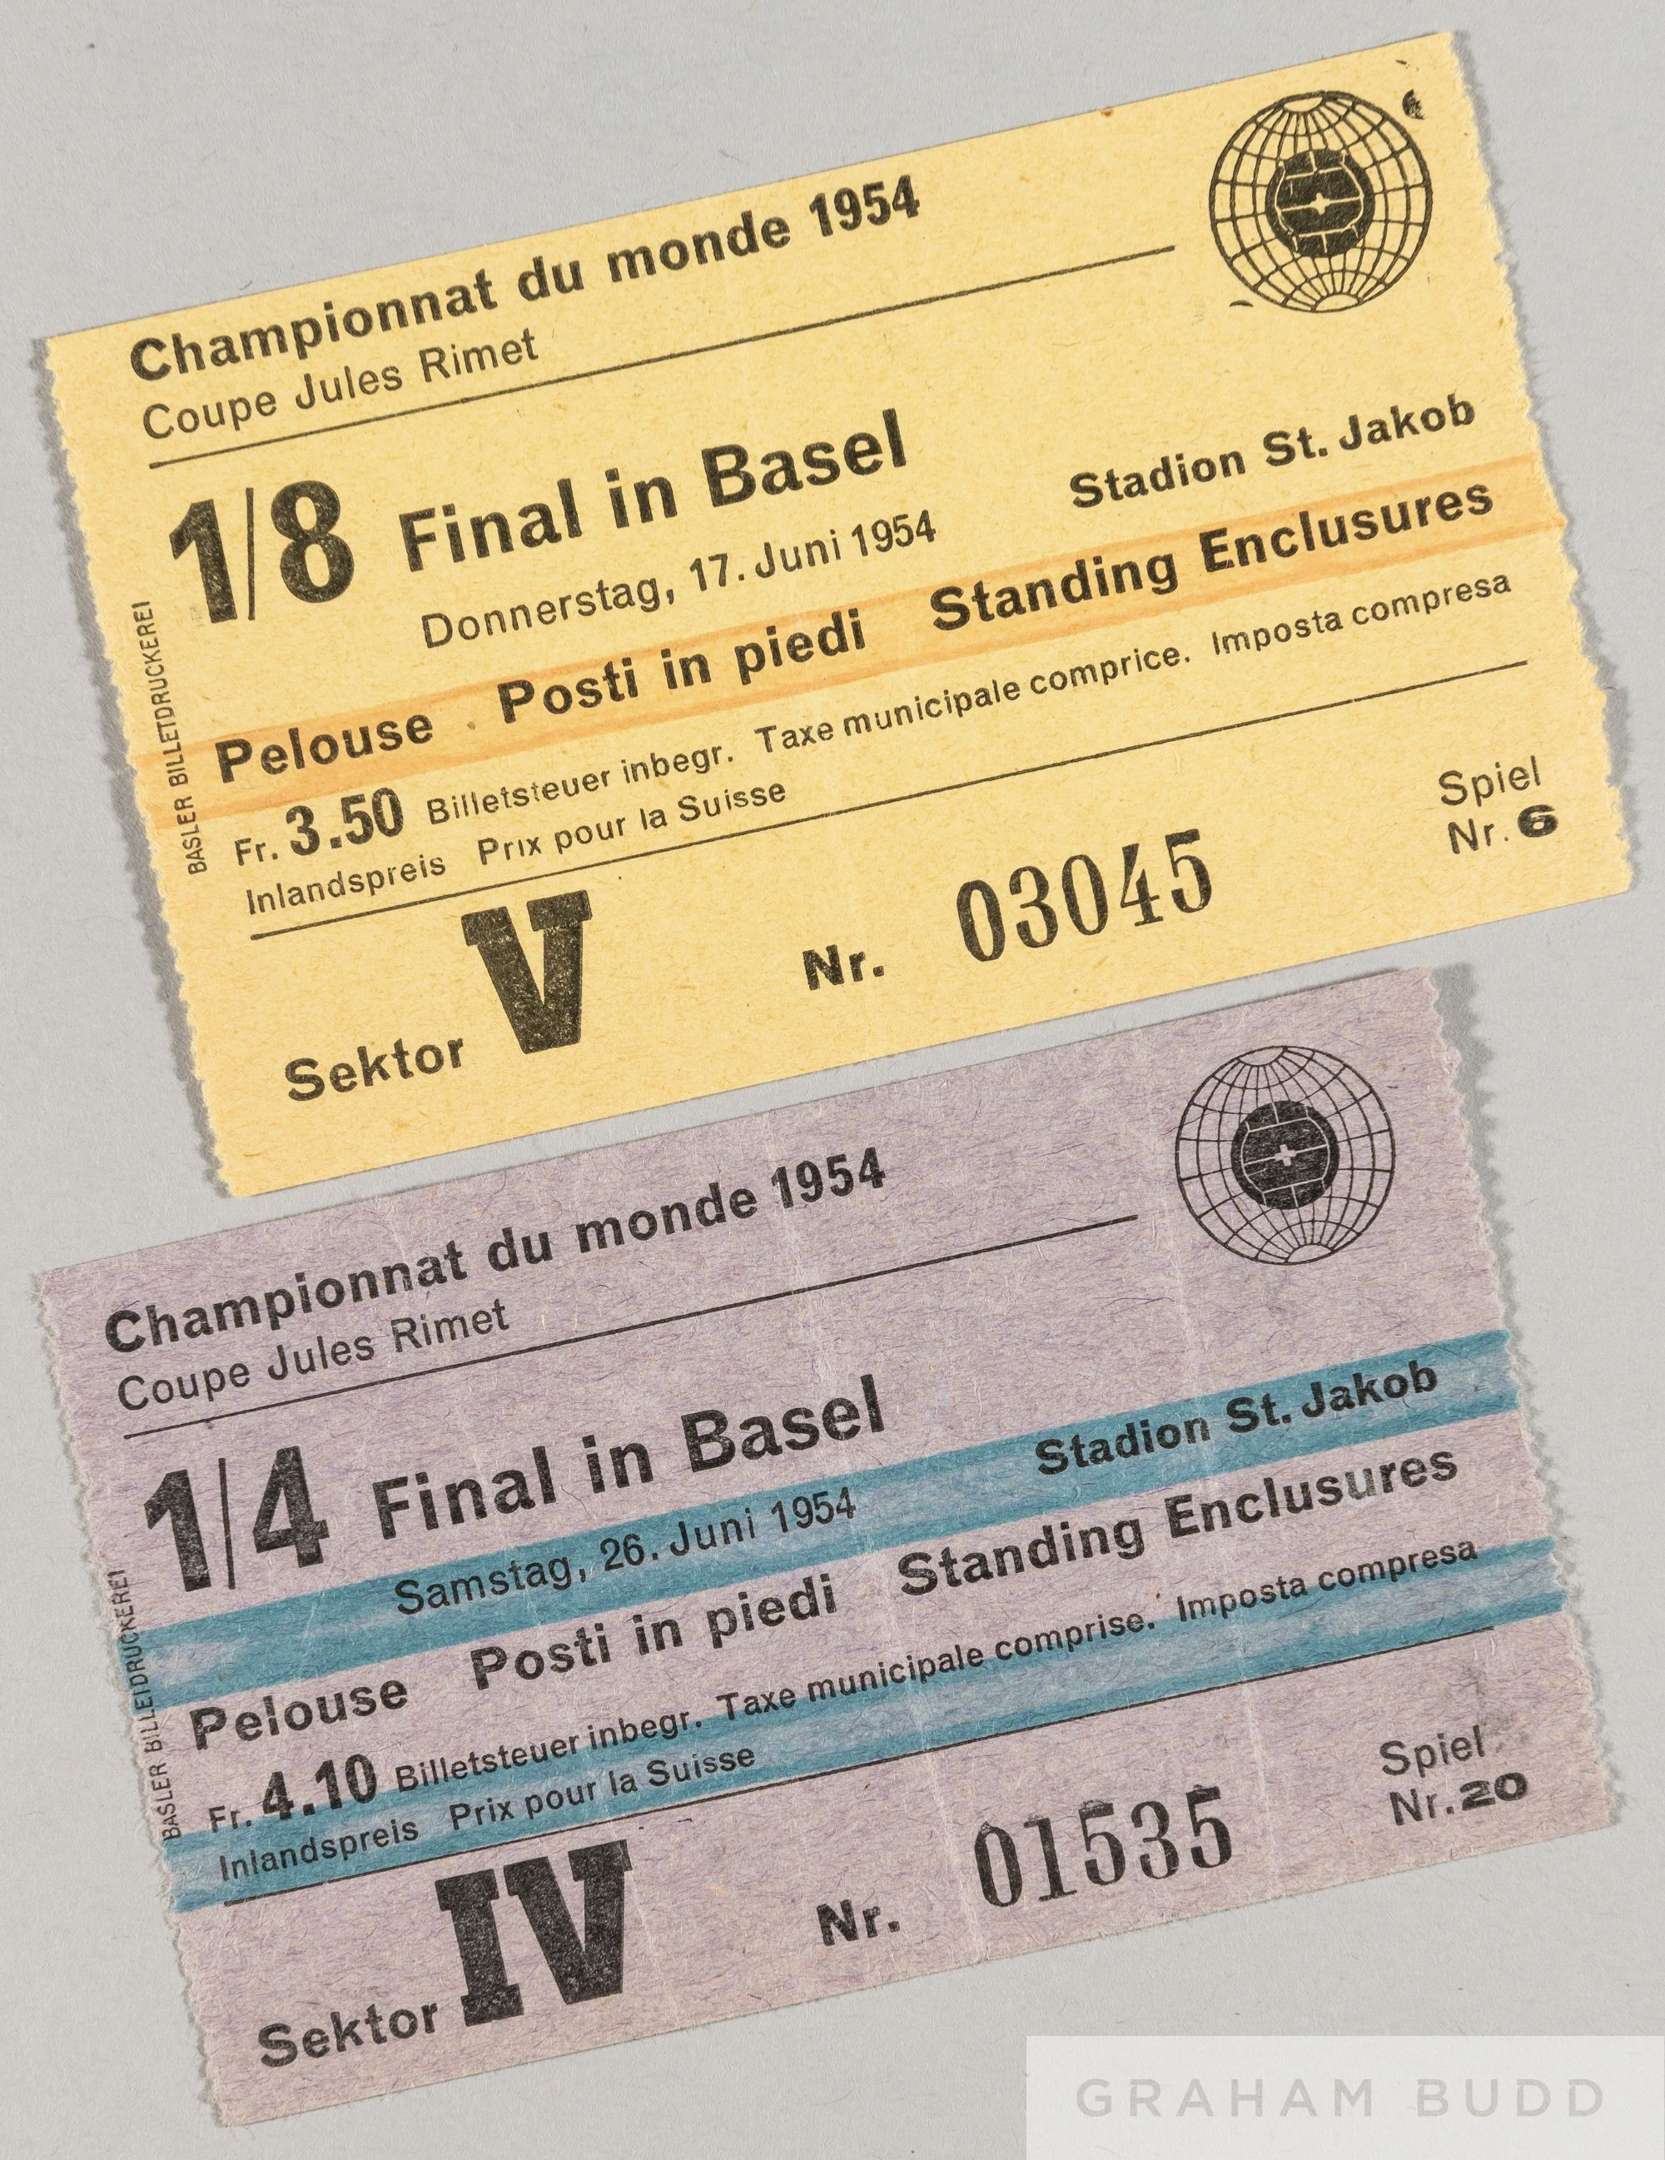 Championnat du monde 1954
Coupe Jules Rimet
1/8 Final in Basel
Donnerstag, 17. Juni 1954 Stadion St. Jakob
Pelouse Posti in piedi Standing Enclusures
Fr. 3.50 Billetsteuer inbegr. Taxe municipale comprice. Imposta compresa
Inlandspreis Prix pour la Suisse
Sektor V Nr. 03045 Spiel
Nr. 6
BASLER BILLETDRUCKEREI
Championnat du monde 1954
Coupe Jules Rimet
1/4 Final in Basel
Samstag, 26. Juni 1954 Stadion St. Jakob
Pelouse Posti in piedi Standing Enclusures
Fr. 4.10 Billetsteuer inbegr. Taxe municipale comprise. Imposta compresa
Inlandspreis Prix pour la Suisse
Sektor IV Nr. 01535 Spiel
Nr. 20
BASLER BILLETDRUCKEREI
GRAHAM BUDD